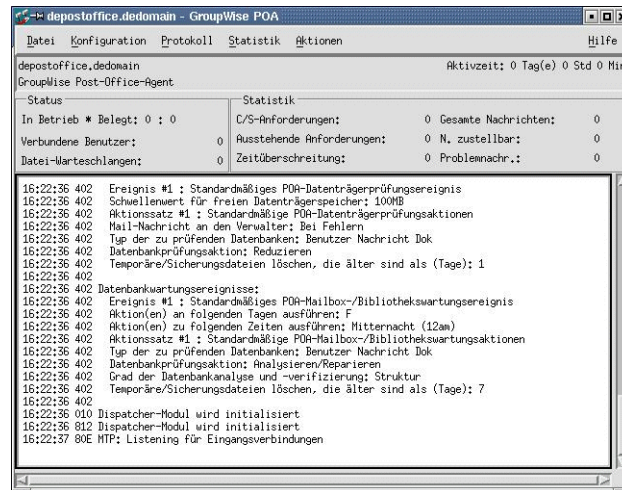 depostoffice.dedomain - GroupWise POA
Datei Konfiguration Protokoll Statistik Aktionen Hilfe
depostoffice.dedomain Aktivzeit: 0 Tag(e) 0 Std 0 Min
GroupWise Post-Office-Agent
Status Statistik
In Betrieb * Belegt: 0 : 0 C/S-Anforderungen: 0 Gesamte Nachrichten: 0
Verbundene Benutzer: 0 Ausstehende Anforderungen: 0 N. zustellbar: 0
Datei-Warteschlangen: 0 Zeitüberschreitung: 0 Problemnachr.: 0
16:22:36 402 Ereignis #1 : Standardmäßiges POA-Datenträgerprüfungsereignis
16:22:36 402 Schwellenwert für freien Datenträgerspeicher: 100MB
16:22:36 402 Aktionssatz #1 : Standardmäßige POA-Datenträgerprüfungsaktionen
16:22:36 402 Mail-Nachricht an den Verwalter: Bei Fehlern
16:22:36 402 Typ der zu prüfenden Datenbanken: Benutzer Nachricht Dok
16:22:36 402 Datenbankprüfungsaktion: Reduzieren
16:22:36 402 Temporäre/Sicherungsdateien löschen, die älter sind als (Tage): 1
16:22:36 402
16:22:36 402 Datenbankwartungsereignisse:
16:22:36 402 Ereignis #1 : Standardmäßiges POA-Mailbox-/Bibliothekswartungsereignis
16:22:36 402 Aktion(en) an folgenden Tagen ausführen: F
16:22:36 402 Aktion(en) zu folgenden Zeiten ausführen: Mitternacht (12am)
16:22:36 402 Aktionssatz #1 : Standardmäßige POA-Mailbox-/Bibliothekswartungsaktionen
16:22:36 402 Typ der zu prüfenden Datenbanken: Benutzer Nachricht Dok
16:22:36 402 Datenbankprüfungsaktion: Analysieren/Reparieren
16:22:36 402 Grad der Datenbankanalyse und -verifizierung: Struktur
16:22:36 402 Temporäre/Sicherungsdateien löschen, die älter sind als (Tage): 7
16:22:36 402
16:22:36 010 Dispatcher-Modul wird initialisiert
16:22:36 812 Dispatcher-Modul wird initialisiert
16:22:37 80E MTP: Listening für Eingangsverbindungen